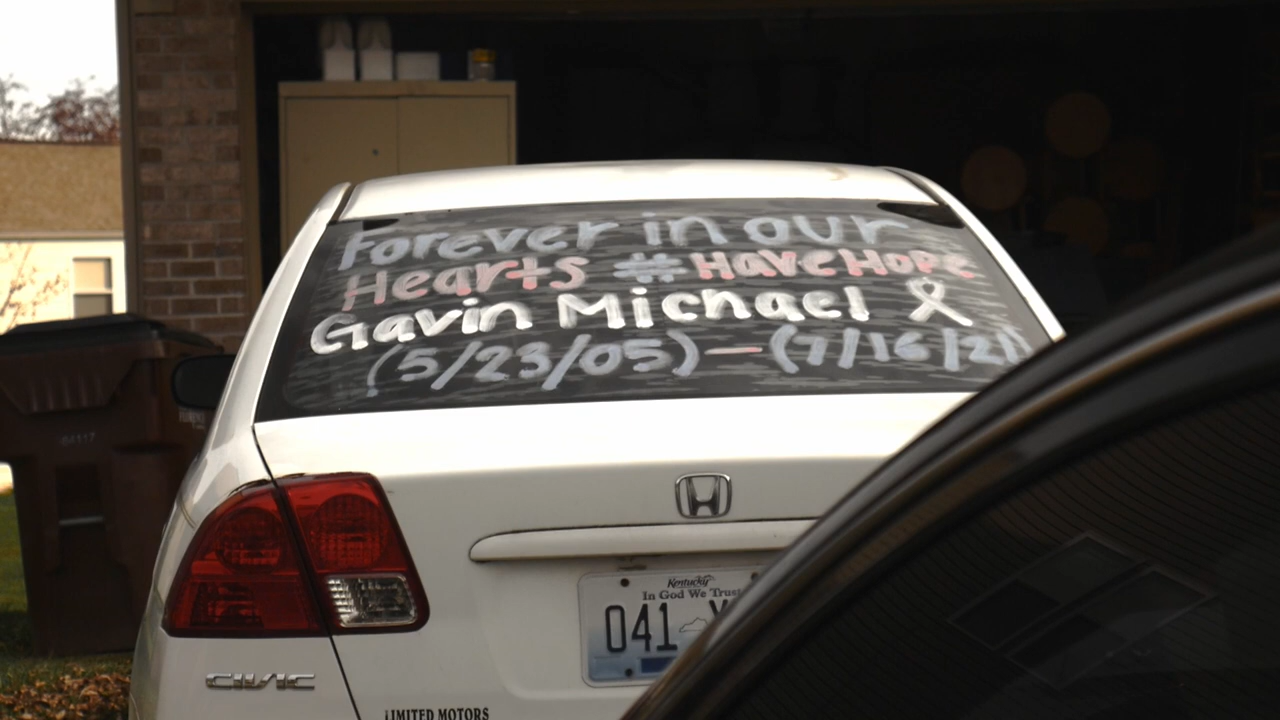 Forever in our
Hearts #HaveHope
Gavin Michael
(5/23/05) — (7/16/21)
Kentucky
In God We Trust
041
CIVIC
LIMITED MOTORS
64117